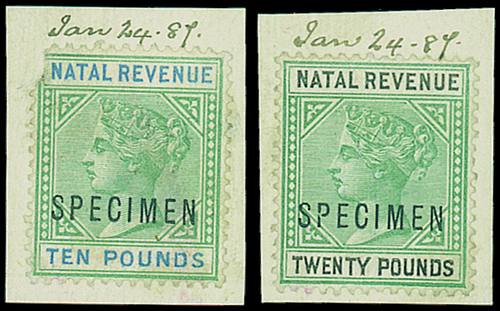 Jan 24. 87.
NATAL REVENUE
SPECIMEN
TEN POUNDS
Jan 24. 87.
NATAL REVENUE
SPECIMEN
TWENTY POUNDS